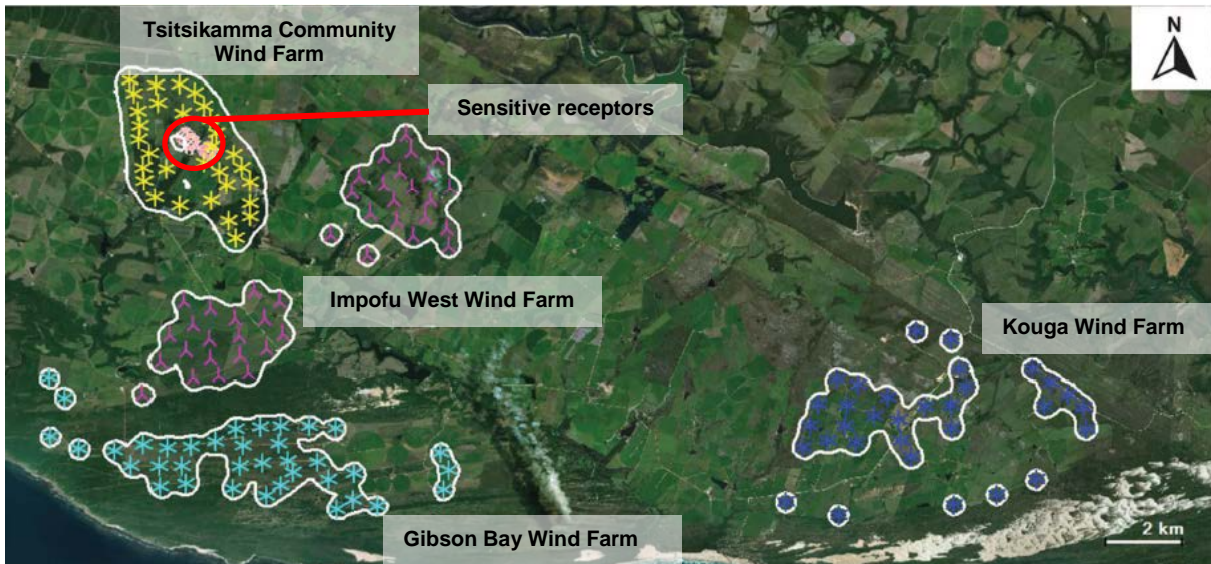 Tsitsikamma Community
Wind Farm
N
Sensitive receptors
Impofu West Wind Farm
Kouga Wind Farm
Gibson Bay Wind Farm
2 km